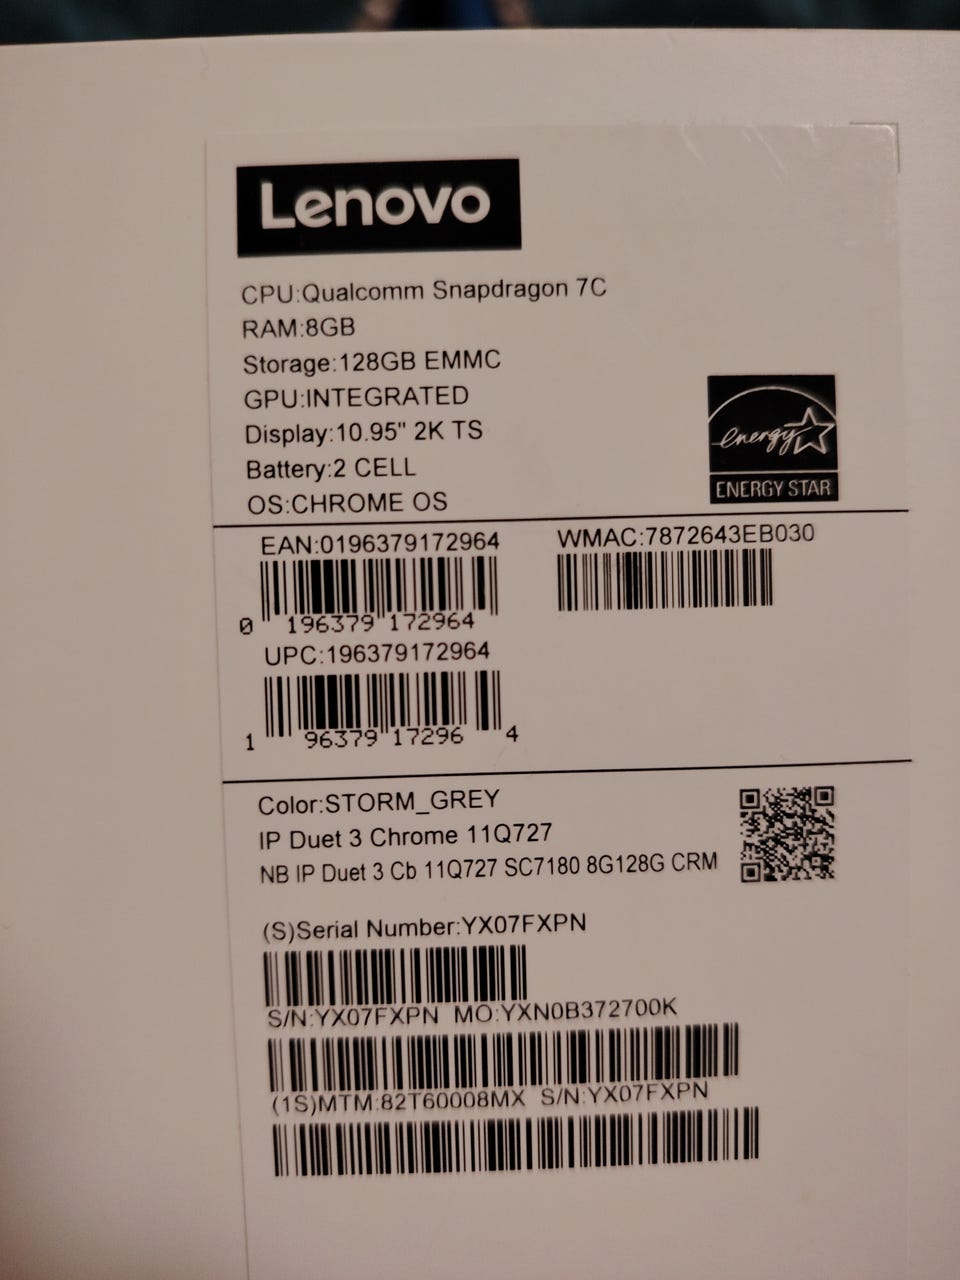 Lenovo
CPU:Qualcomm Snapdragon 7C
RAM:8GB
Storage:128GB EMMC
GPU:INTEGRATED
Display:10.95" 2K TS
Battery:2 CELL
OS:CHROME OS
energy
ENERGY STAR
EAN:0196379172964
0 196379 172964
WMAC:7872643EB030
UPC:196379172964
1 96379 17296 4
Color:STORM_GREY
IP Duet 3 Chrome 11Q727
NB IP Duet 3 Cb 11Q727 SC7180 8G128G CRM
(S)Serial Number:YX07FXPN
S/N:YX07FXPN MO:YXN0B372700K
(1S)MTM:82T60008MX S/N:YX07FXPN